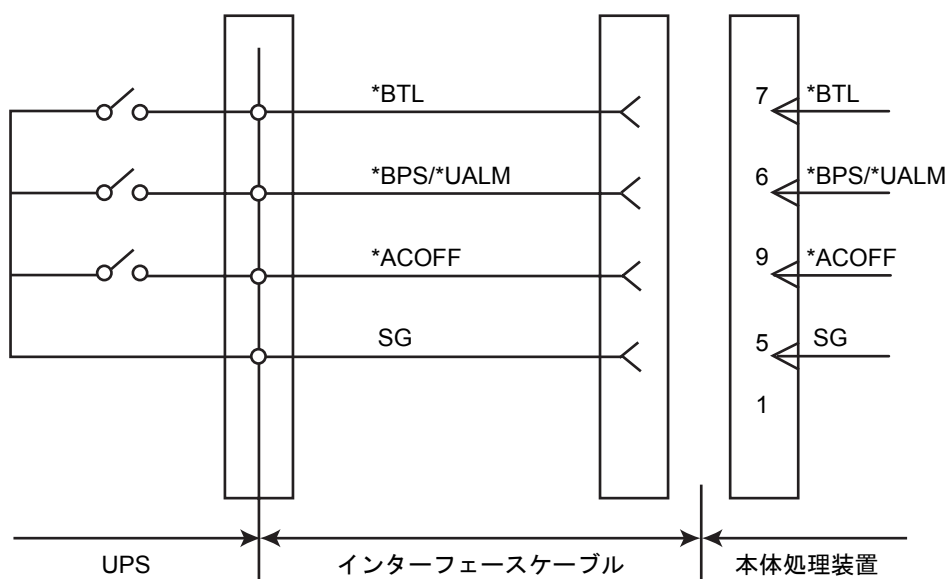 *BTL 7 *BTL
*BPS/*UALM 6 *BPS/*UALM
*ACOFF 9 *ACOFF
SG 5 SG
1
UPS インターフェースケーブル 本体処理装置